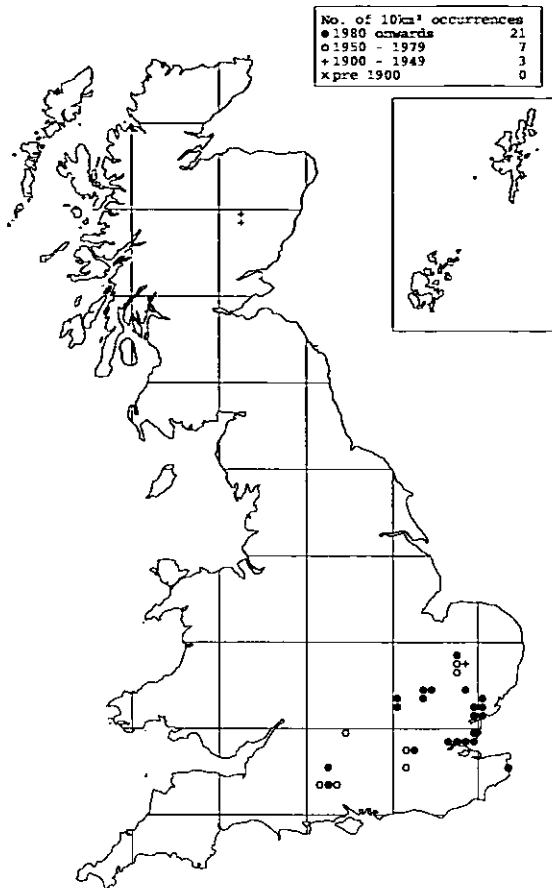 No. of 10km² occurrences
● 1980 onwards 21
○ 1950 - 1979 7
+ 1900 - 1949 3
× pre 1900 0